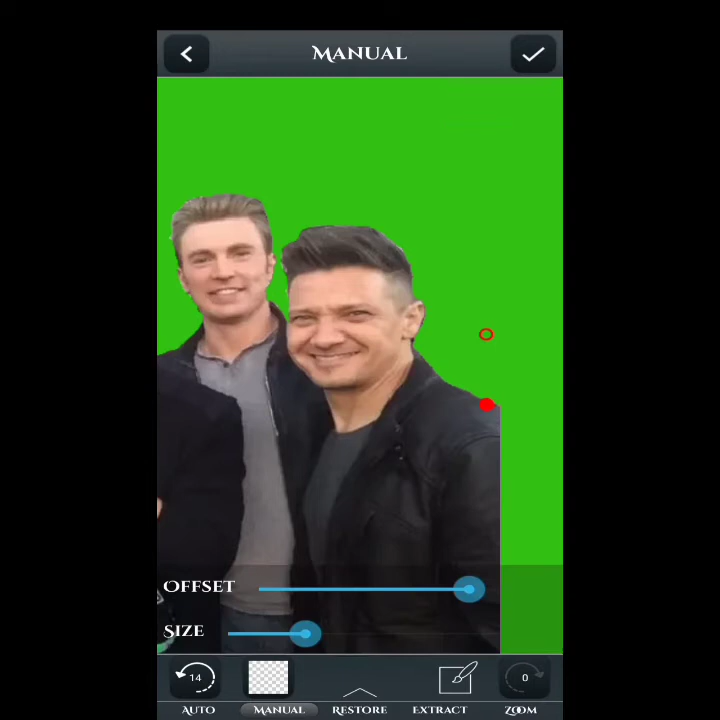 MANUAL
OFFSET
SIZE
14
0
AUTO
MANUAL
RESTORE
EXTRACT
ZOOM